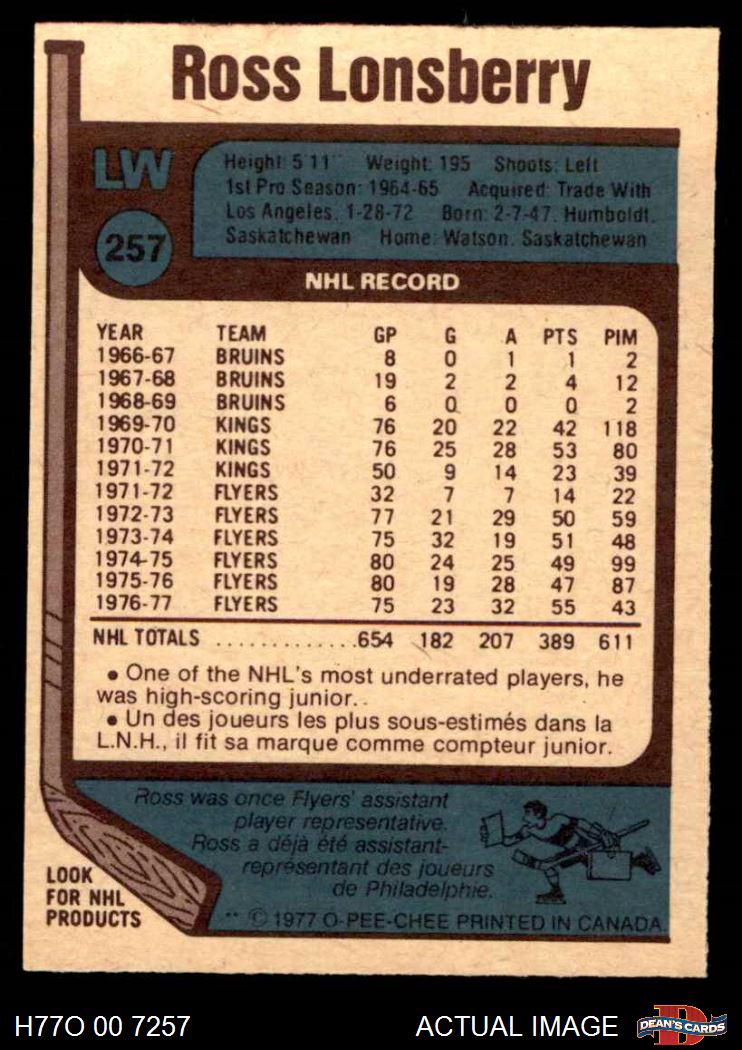 Ross Lonsberry
LW
257
Height: 5'11" Weight: 195 Shoots: Left
1st Pro Season: 1964-65 Acquired: Trade With
Los Angeles, 1-28-72 Born: 2-7-47, Humboldt,
Saskatchewan Home: Watson, Saskatchewan
NHL RECORD
YEAR TEAM GP G A PTS PIM
1966-67 BRUINS 8 0 1 1 2
1967-68 BRUINS 19 2 2 4 12
1968-69 BRUINS 6 0 0 0 2
1969-70 KINGS 76 20 22 42 118
1970-71 KINGS 76 25 28 53 80
1971-72 KINGS 50 9 14 23 39
1971-72 FLYERS 32 7 7 14 22
1972-73 FLYERS 77 21 29 50 59
1973-74 FLYERS 75 32 19 51 48
1974-75 FLYERS 80 24 25 49 99
1975-76 FLYERS 80 19 28 47 87
1976-77 FLYERS 75 23 32 55 43
NHL TOTALS ..............654 182 207 389 611
• One of the NHL's most underrated players, he
was high-scoring junior..
• Un des joueurs les plus sous-estimés dans la
L.N.H., il fit sa marque comme compteur junior.
Ross was once Flyers' assistant
player representative.
Ross a déjà été assistant-
représentant des joueurs
de Philadelphie.
LOOK
FOR NHL
PRODUCTS
** © 1977 O-PEE-CHEE PRINTED IN CANADA
H77O 00 7257
ACTUAL IMAGE
DEAN'S CARDS